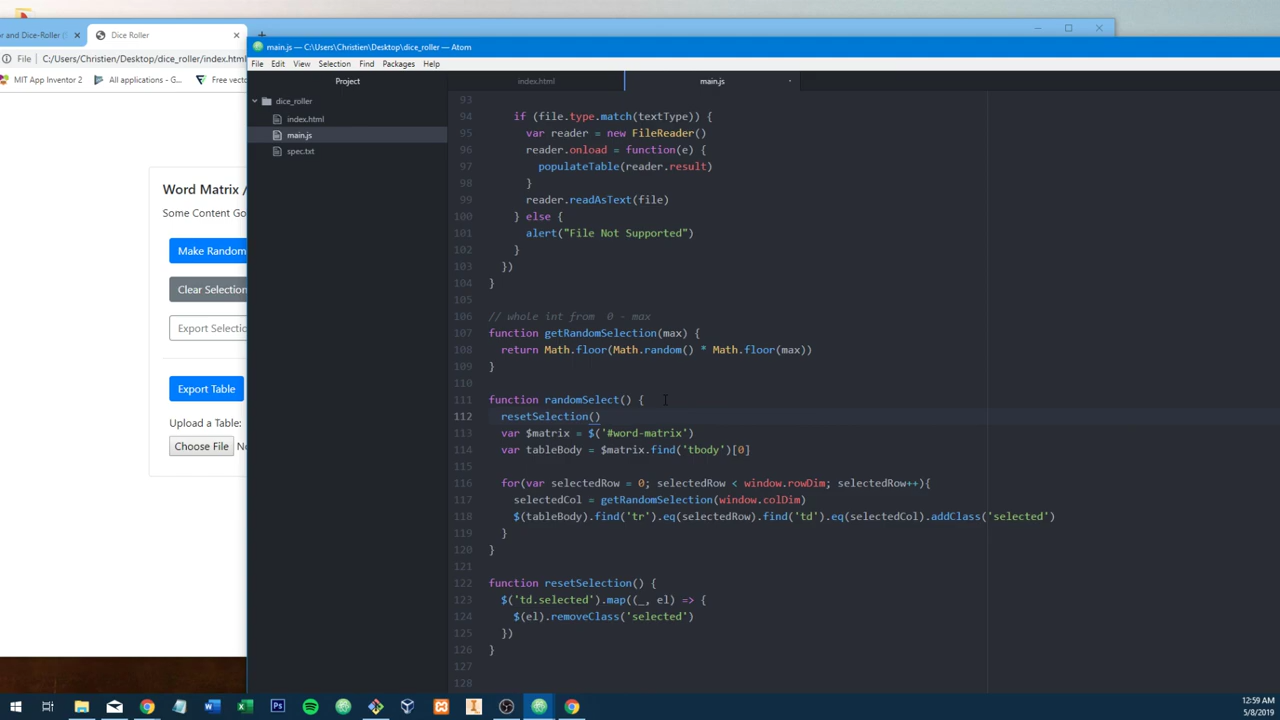 or and Dice-Roller (
Dice Roller
File
C:/Users/Christien/Desktop/dice_roller/index.html
MIT App Inventor 2
All applications - G...
Free vector
Word Matrix /
Some Content Go
Make Random
Clear Selection
Export Selectio
Export Table
Upload a Table:
Choose File
main.js — C:\Users\Christien\Desktop\dice_roller — Atom
File Edit View Selection Find Packages Help
Project
dice_roller
index.html
main.js
spec.txt
index.html
main.js
93
94 if (file.type.match(textType)) {
95 var reader = new FileReader()
96 reader.onload = function(e) {
97 populateTable(reader.result)
98 }
99 reader.readAsText(file)
100 } else {
101 alert("File Not Supported")
102 }
103 })
104 }
105
106 // whole int from  0 - max
107 function getRandomSelection(max) {
108 return Math.floor(Math.random() * Math.floor(max))
109 }
110
111 function randomSelect() {
112 resetSelection()
113 var $matrix = $('#word-matrix')
114 var tableBody = $matrix.find('tbody')[0]
115
116 for(var selectedRow = 0; selectedRow < window.rowDim; selectedRow++){
117 selectedCol = getRandomSelection(window.colDim)
118 $(tableBody).find('tr').eq(selectedRow).find('td').eq(selectedCol).addClass('selected')
119 }
120 }
121
122 function resetSelection() {
123 $('td.selected').map((_, el) => {
124 $(el).removeClass('selected')
125 })
126 }
127
128
12:59 AM
5/8/2019